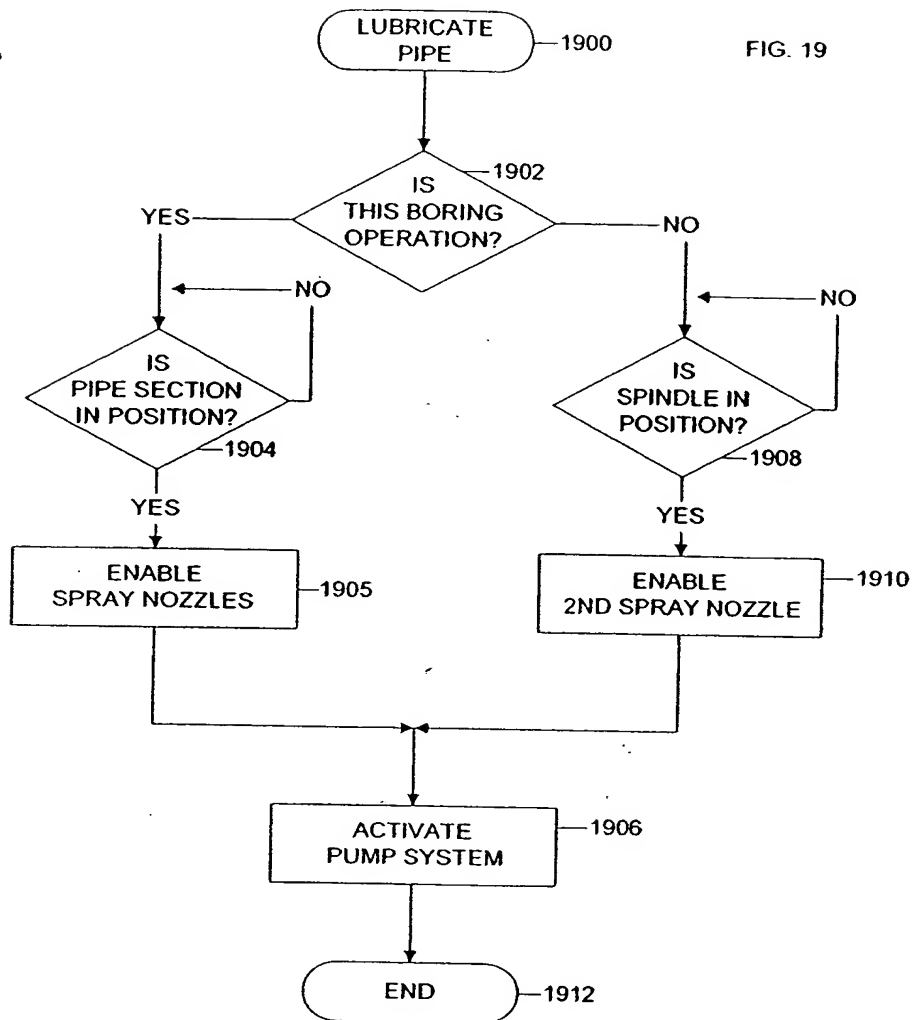 LUBRICATE
PIPE
1900
FIG. 19
1902
IS
THIS BORING
OPERATION?
YES
NO
NO
NO
IS
PIPE SECTION
IN POSITION?
1904
IS
SPINDLE IN
POSITION?
1908
YES
YES
ENABLE
SPRAY NOZZLES
1905
ENABLE
2ND SPRAY NOZZLE
1910
ACTIVATE
PUMP SYSTEM
1906
END
1912